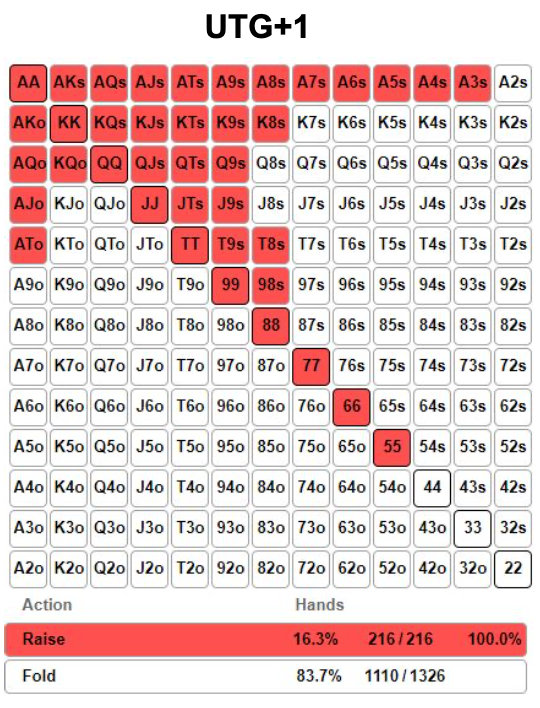 UTG+1
AA AKs AQs AJs ATs A9s A8s A7s A6s A5s A4s A3s A2s
AKo KK KQs KJs KTs K9s K8s K7s K6s K5s K4s K3s K2s
AQo KQo QQ QJs QTs Q9s Q8s Q7s Q6s Q5s Q4s Q3s Q2s
AJo KJo QJo JJ JTs J9s J8s J7s J6s J5s J4s J3s J2s
ATo KTo QTo JTo TT T9s T8s T7s T6s T5s T4s T3s T2s
A9o K9o Q9o J9o T9o 99 98s 97s 96s 95s 94s 93s 92s
A8o K8o Q8o J8o T8o 98o 88 87s 86s 85s 84s 83s 82s
A7o K7o Q7o J7o T7o 97o 87o 77 76s 75s 74s 73s 72s
A6o K6o Q6o J6o T6o 96o 86o 76o 66 65s 64s 63s 62s
A5o K5o Q5o J5o T5o 95o 85o 75o 65o 55 54s 53s 52s
A4o K4o Q4o J4o T4o 94o 84o 74o 64o 54o 44 43s 42s
A3o K3o Q3o J3o T3o 93o 83o 73o 63o 53o 43o 33 32s
A2o K2o Q2o J2o T2o 92o 82o 72o 62o 52o 42o 32o 22
Action Hands
Raise 16.3% 216/216 100.0%
Fold 83.7% 1110/1326